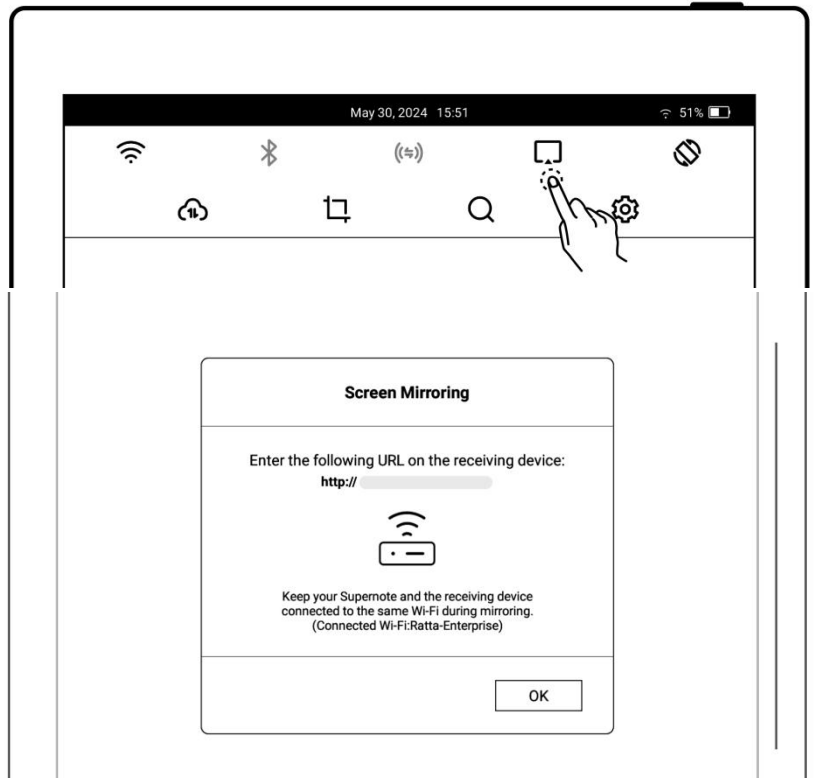 May 30, 2024 15:51 51%
Screen Mirroring
Enter the following URL on the receiving device:
http://
Keep your Supernote and the receiving device
connected to the same Wi-Fi during mirroring.
(Connected Wi-Fi:Ratta-Enterprise)
OK